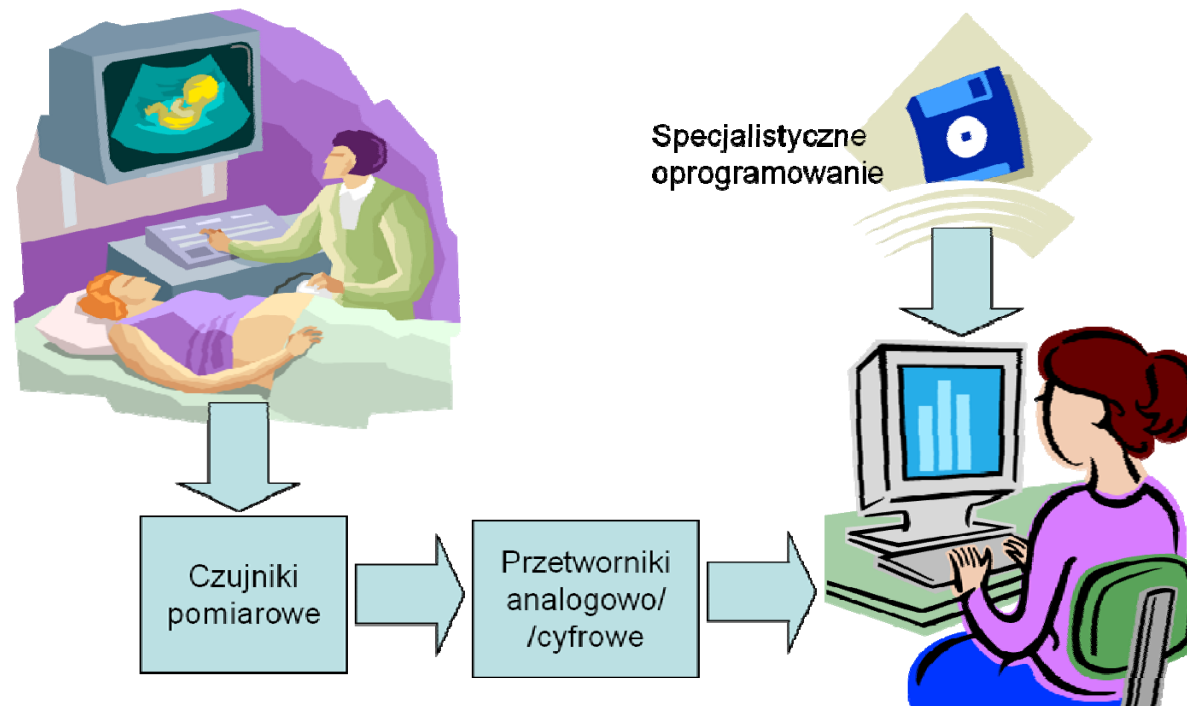 Specjalistyczne
oprogramowanie
Czujniki
pomiarowe
Przetworniki
analogowo/
/cyfrowe